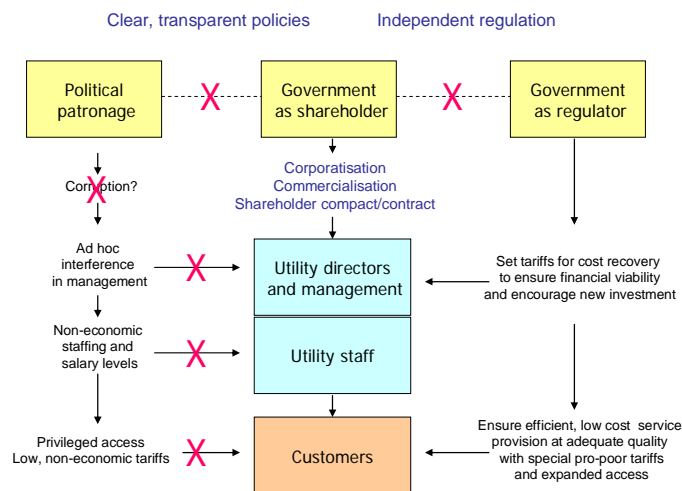 Clear, transparent policies
Independent regulation
Political
patronage
Government
as shareholder
Government
as regulator
X
X
Corruption?
X
Corporatisation
Commercialisation
Shareholder compact/contract
Ad hoc
interference
in management
X
Utility directors
and management
Set tariffs for cost recovery
to ensure financial viability
and encourage new investment
Non-economic
staffing and
salary levels
X
Utility staff
Privileged access
Low, non-economic tariffs
X
Customers
Ensure efficient, low cost service
provision at adequate quality
with special pro-poor tariffs
and expanded access